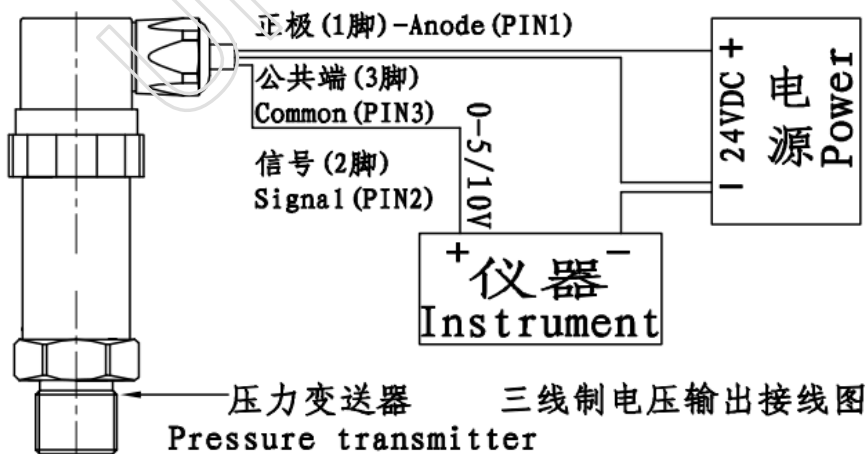 正极(1脚)-Anode(PIN1)
公共端(3脚)
Common(PIN3)
信号(2脚)
Signal(PIN2)
0-5/10V
+ 24VDC −
电源
Power
+ 仪器 −
Instrument
压力变送器
Pressure transmitter
三线制电压输出接线图